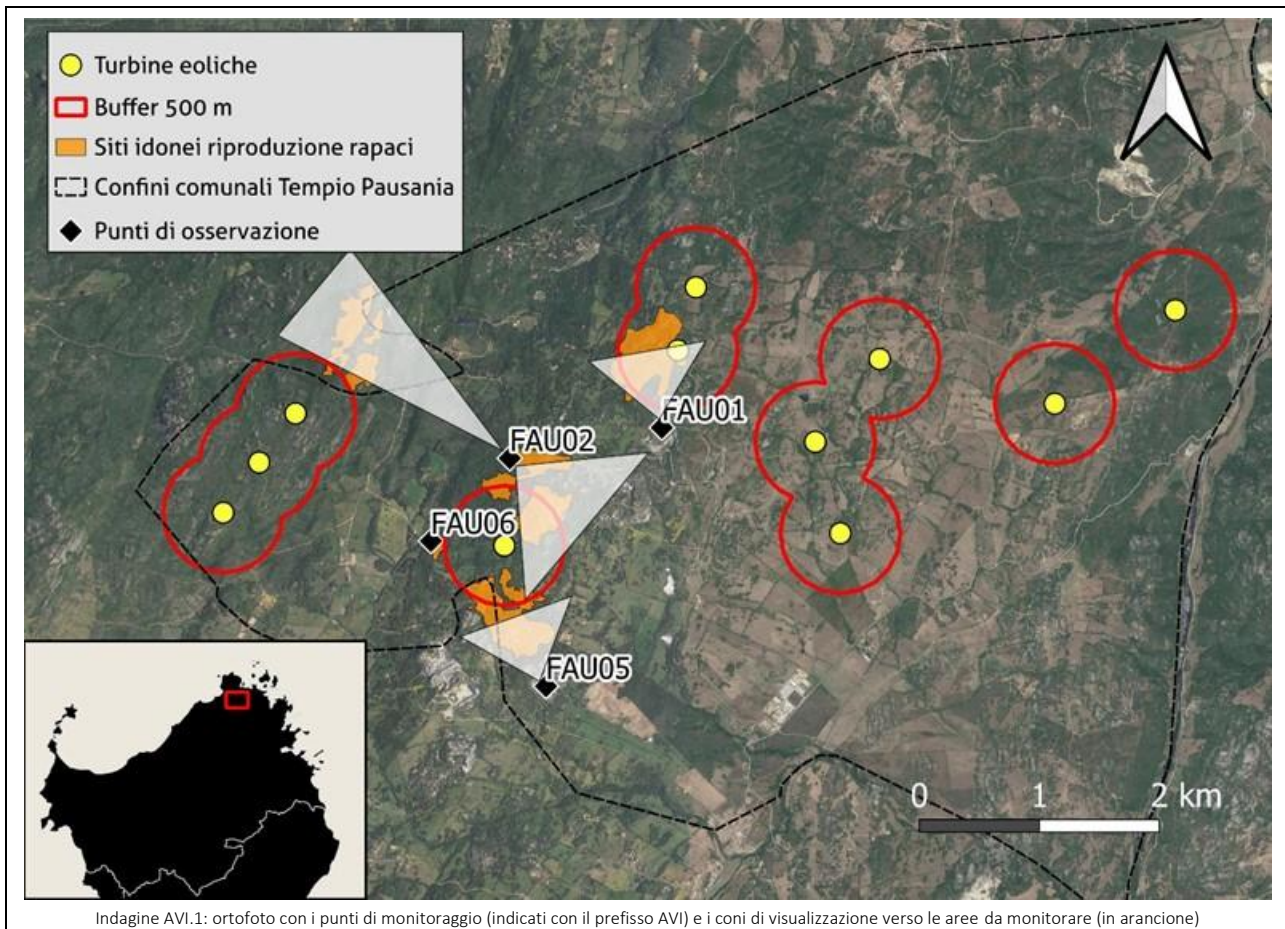 Turbine eoliche
Buffer 500 m
Siti idonei riproduzione rapaci
Confini comunali Tempio Pausania
Punti di osservazione
FAU01
FAU02
FAU06
FAU05
0 1 2 km
Indagine AVI.1: ortofoto con i punti di monitoraggio (indicati con il prefisso AVI) e i coni di visualizzazione verso le aree da monitorare (in arancione)